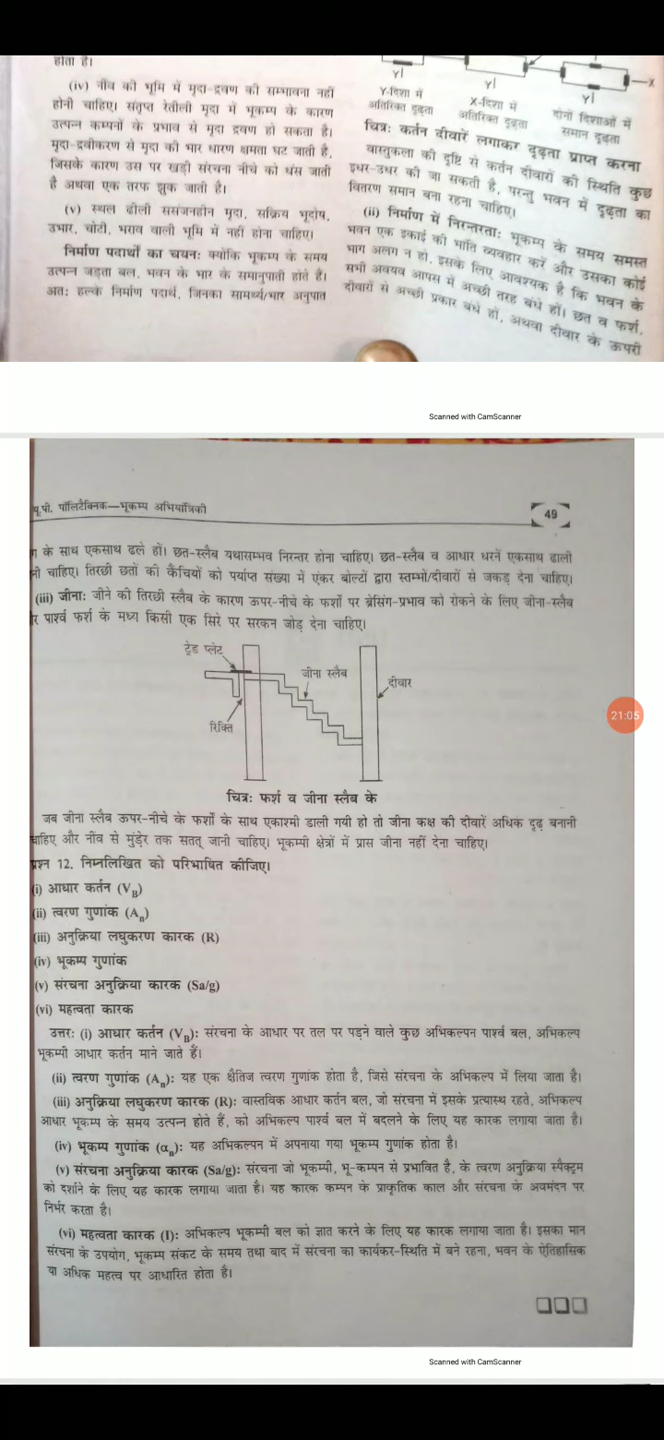 होता है।
(iv) नींव की भूमि में मृदा-द्रवण की सम्भावना नहीं
होनी चाहिए। संतृप्त रेतीली मृदा में भूकम्प के कारण
उत्पन्न कम्पनों के प्रभाव से मृदा द्रवण हो सकता है।
मृदा-द्रवीकरण से मृदा की भार धारण क्षमता घट जाती है,
जिसके कारण उस पर खड़ी संरचना नीचे को धंस जाती
है अथवा एक तरफ झुक जाती है।
(v) स्थल ढीली ससंजनहीन मृदा, सक्रिय भूदोष,
उभार, चोटी, भराव वाली भूमि में नहीं होना चाहिए।
निर्माण पदार्थों का चयन: क्योंकि भूकम्प के समय
उत्पन्न जड़ता बल, भवन के भार के समानुपाती होते हैं।
अत: हल्के निर्माण पदार्थ, जिनका सामर्थ्य/भार अनुपात
Y Y Y X
Y-दिशा में
अतिरिक्त दृढ़ता
X-दिशा में
अतिरिक्त दृढ़ता
दोनों दिशाओं में
समान दृढ़ता
चित्र: कर्तन दीवारें लगाकर दृढ़ता प्राप्त करना
वास्तुकला की दृष्टि से कर्तन दीवारों की स्थिति कुछ
इधर-उधर की जा सकती है, परन्तु भवन में दृढ़ता का
वितरण समान बना रहना चाहिए।
(ii) निर्माण में निरन्तरता: भूकम्प के समय समस्त
भवन एक इकाई की भांति व्यवहार करे और उसका कोई
भाग अलग न हो, इसके लिए आवश्यक है कि भवन के
सभी अवयव आपस में अच्छी तरह बंधे हों। छत व फर्श,
दीवारों से अच्छी प्रकार बंधे हों, अथवा दीवार के ऊपरी
Scanned with CamScanner
यू.पी. पॉलिटैक्निक—भूकम्प अभियांत्रिकी
49
के साथ एकसाथ ढले हों। छत-स्लैब यथासम्भव निरन्तर होना चाहिए। छत-स्लैब व आधार धरनें एकसाथ ढाली
नी चाहिए। तिरछी छतों की कैंचियों को पर्याप्त संख्या में एंकर बोल्टों द्वारा स्तम्भों/दीवारों से जकड़ देना चाहिए।
(iii) जीना: जीने की तिरछी स्लैब के कारण ऊपर-नीचे के फर्शों पर ब्रेसिंग-प्रभाव को रोकने के लिए जीना-स्लैब
र पार्श्व फर्श के मध्य किसी एक सिरे पर सरकन जोड़ देना चाहिए।
ट्रेड प्लेट
जीना स्लैब
दीवार
रिक्ति
21:05
चित्र: फर्श व जीना स्लैब के
जब जीना स्लैब ऊपर-नीचे के फर्शों के साथ एकाश्मी डाली गयी हो तो जीना कक्ष की दीवारें अधिक दृढ़ बनानी
चाहिए और नींव से मुंडेर तक सतत् जानी चाहिए। भूकम्पी क्षेत्रों में प्रास जीना नहीं देना चाहिए।
प्रश्न 12. निम्नलिखित को परिभाषित कीजिए।
(i) आधार कर्तन (V_B)
(ii) त्वरण गुणांक (A_n)
(iii) अनुक्रिया लघुकरण कारक (R)
(iv) भूकम्प गुणांक
(v) संरचना अनुक्रिया कारक (Sa/g)
(vi) महत्वता कारक
उत्तर: (i) आधार कर्तन (V_B): संरचना के आधार पर तल पर पड़ने वाले कुछ अभिकल्पन पार्श्व बल, अभिकल्प
भूकम्पी आधार कर्तन माने जाते हैं।
(ii) त्वरण गुणांक (A_n): यह एक क्षैतिज त्वरण गुणांक होता है, जिसे संरचना के अभिकल्प में लिया जाता है।
(iii) अनुक्रिया लघुकरण कारक (R): वास्तविक आधार कर्तन बल, जो संरचना में इसके प्रत्यास्थ रहते, अभिकल्प
आधार भूकम्प के समय उत्पन्न होते हैं, को अभिकल्प पार्श्व बल में बदलने के लिए यह कारक लगाया जाता है।
(iv) भूकम्प गुणांक (α_n): यह अभिकल्पन में अपनाया गया भूकम्प गुणांक होता है।
(v) संरचना अनुक्रिया कारक (Sa/g): संरचना जो भूकम्पी, भू-कम्पन से प्रभावित है, के त्वरण अनुक्रिया स्पैक्ट्रम
को दर्शाने के लिए यह कारक लगाया जाता है। यह कारक कम्पन के प्राकृतिक काल और संरचना के अवमंदन पर
निर्भर करता है।
(vi) महत्वता कारक (I): अभिकल्प भूकम्पी बल को ज्ञात करने के लिए यह कारक लगाया जाता है। इसका मान
संरचना के उपयोग, भूकम्प संकट के समय तथा बाद में संरचना का कार्यकर-स्थिति में बने रहना, भवन के ऐतिहासिक
या अधिक महत्व पर आधारित होता है।
Scanned with CamScanner